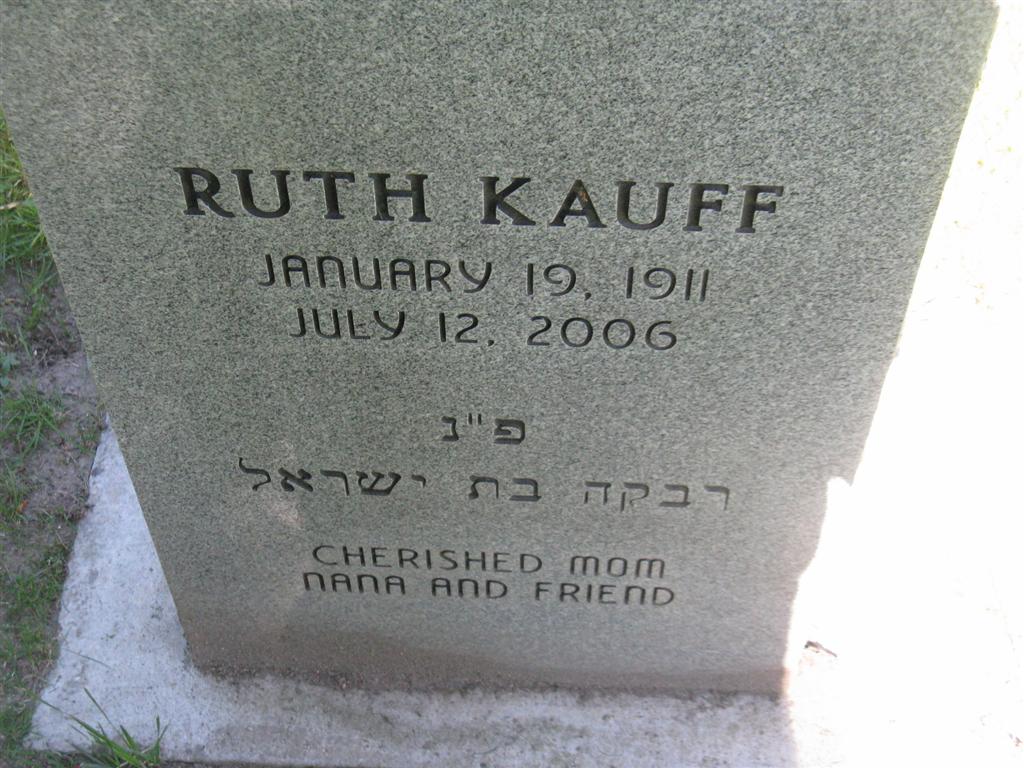 RUTH KAUFF
JANUARY 19, 1911
JULY 12, 2006
פ"נ
רבקה בת ישראל
CHERISHED MOM
NANA AND FRIEND